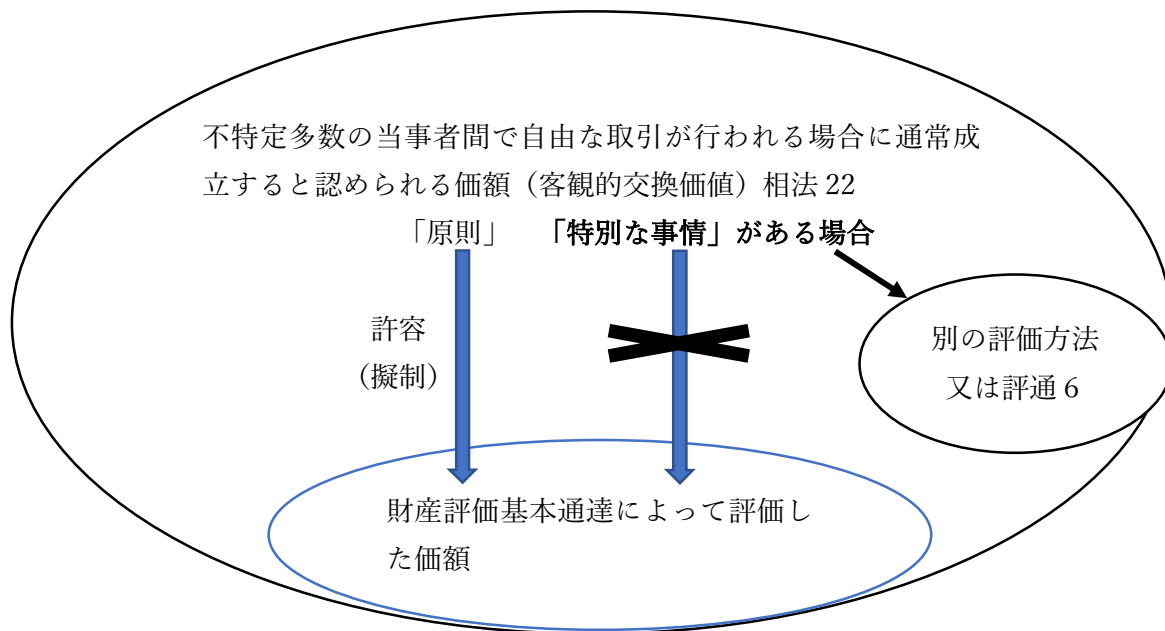 不特定多数の当事者間で自由な取引が行われる場合に通常成
立すると認められる価額（客観的交換価値）相法 22
「原則」 「特別な事情」がある場合
許容
（擬制）
別の評価方法
又は評通 6
財産評価基本通達によって評価し
た価額